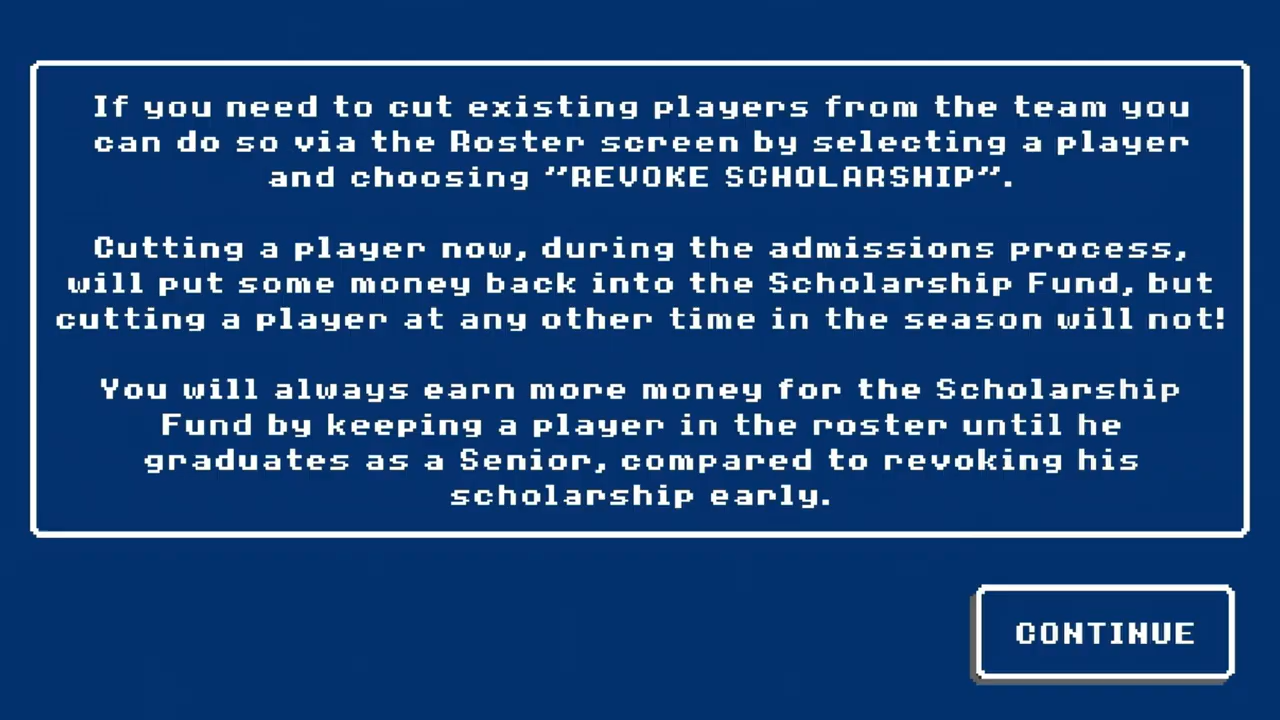 If you need to cut existing players from the team you
can do so via the Roster screen by selecting a player
and choosing "REVOKE SCHOLARSHIP".
Cutting a player now, during the admissions process,
will put some money back into the Scholarship Fund, but
cutting a player at any other time in the season will not!
You will always earn more money for the Scholarship
Fund by keeping a player in the roster until he
graduates as a Senior, compared to revoking his
scholarship early.
CONTINUE